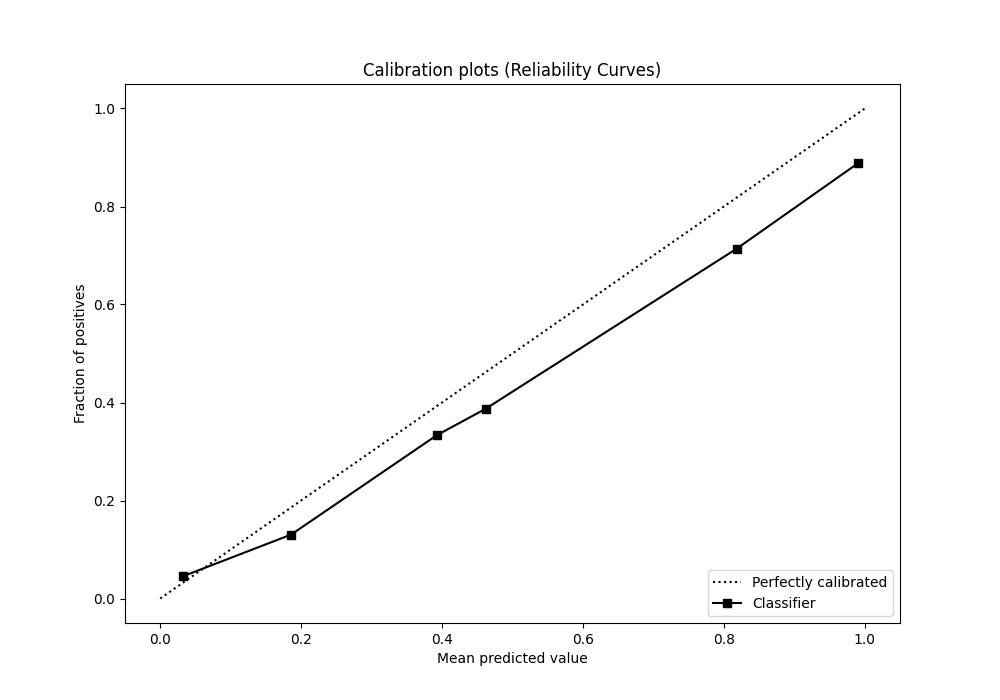 Calibration plots (Reliability Curves)
1.0
0.8
0.6
0.4
0.2
0.0
Fraction of positives
0.0 0.2 0.4 0.6 0.8 1.0
Mean predicted value
Perfectly calibrated
Classifier